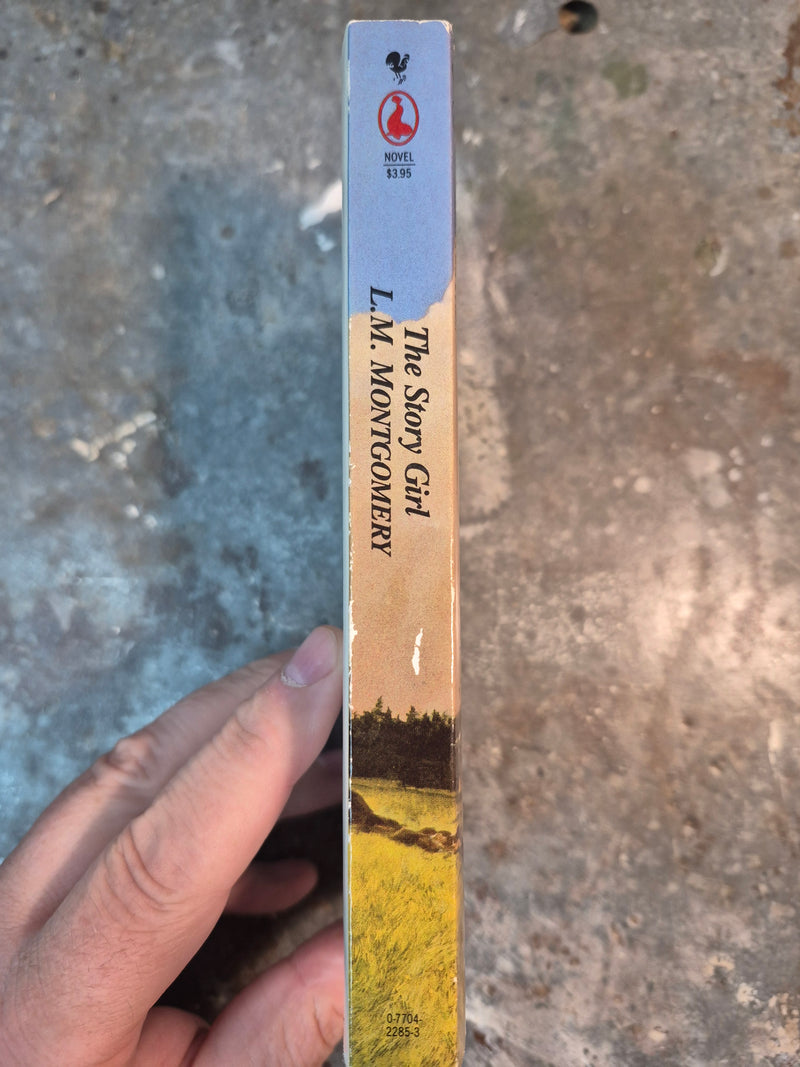 NOVEL
$3.95
The Story Girl
L.M. MONTGOMERY
0-7704-
2285-3